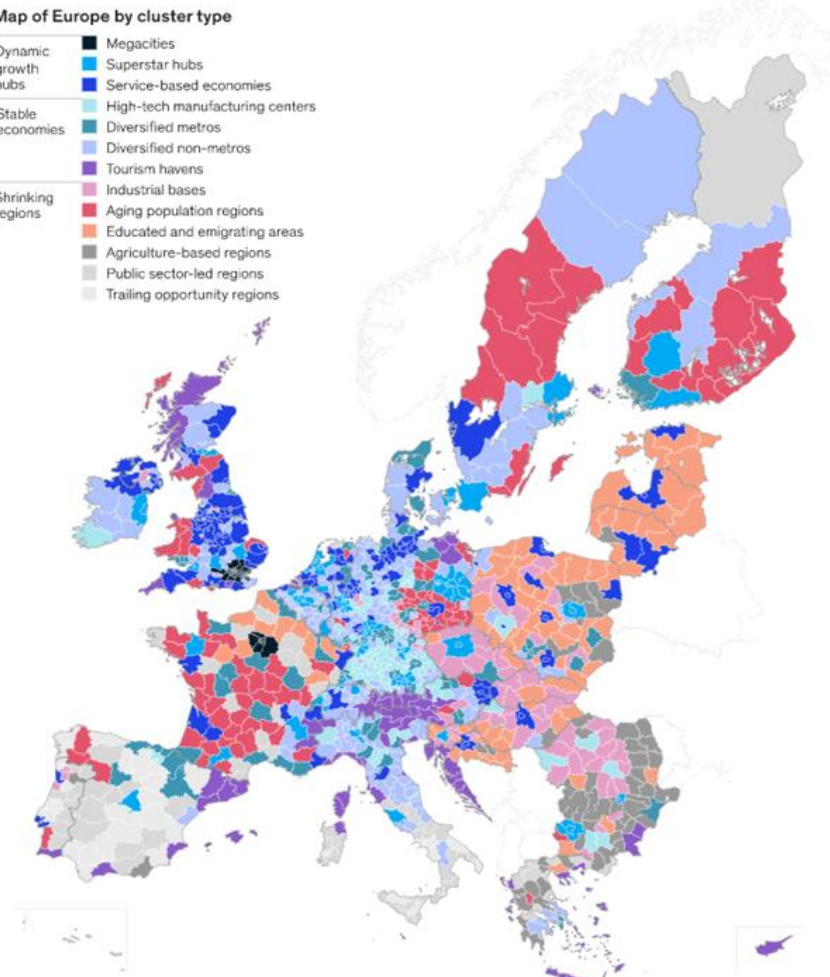 Map of Europe by cluster type
Dynamic
growth
hubs
Megacities
Superstar hubs
Service-based economies
Stable
economies
High-tech manufacturing centers
Diversified metros
Diversified non-metros
Tourism havens
Shrinking
regions
Industrial bases
Aging population regions
Educated and emigrating areas
Agriculture-based regions
Public sector-led regions
Trailing opportunity regions